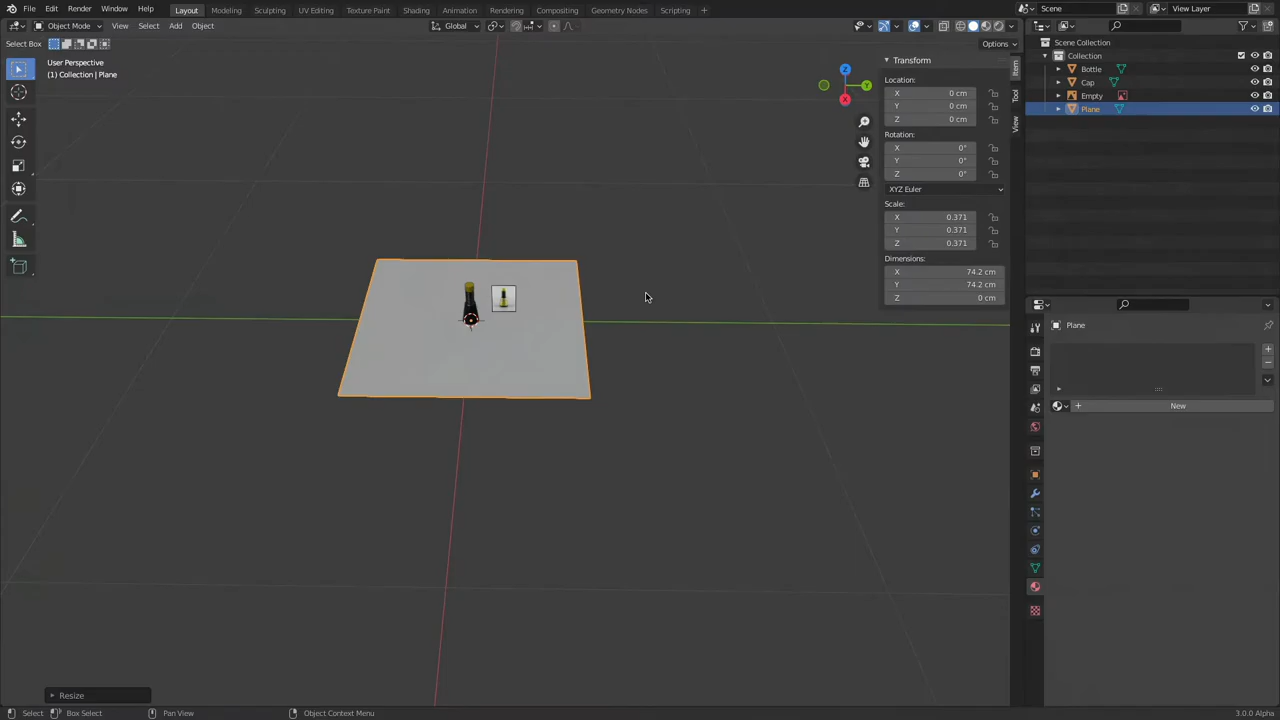 File Edit Render Window Help Layout Modeling Sculpting UV Editing Texture Paint Shading Animation Rendering Compositing Geometry Nodes Scripting Scene View Layer
Object Mode View Select Add Object Global
Select Box Options
User Perspective
(1) Collection | Plane
Z
Y
X
Transform
Location:
X 0 cm
Y 0 cm
Z 0 cm
Rotation:
X 0°
Y 0°
Z 0°
XYZ Euler
Scale:
X 0.371
Y 0.371
Z 0.371
Dimensions:
X 74.2 cm
Y 74.2 cm
Z 0 cm
Item
Tool
View
Scene Collection
Collection
Bottle
Cap
Empty
Plane
Plane
New
Resize
Select Box Select Pan View Object Context Menu 3.0.0 Alpha